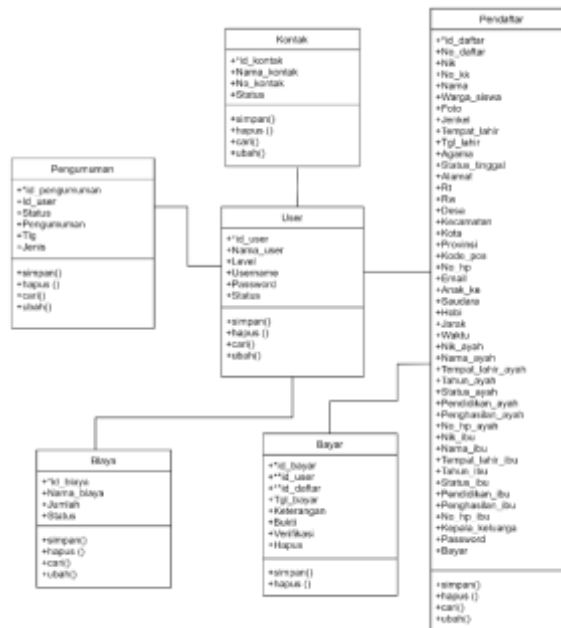 Kontak
+*id_kontak
+Nama_kontak
+No_kontak
+Status
+simpan()
+hapus ()
+cari()
+ubah()
Pengumuman
+*id_pengumuman
+id_user
+Status
+Pengumuman
+Tlg
+Jenis
+simpan()
+hapus ()
+cari()
+ubah()
User
+*id_user
+Nama_user
+Level
+Username
+Password
+Status
+simpan()
+hapus ()
+cari()
+ubah()
Biaya
+*id_biaya
+Nama_biaya
+Jumlah
+Status
+simpan()
+hapus ()
+cari()
+ubah()
Bayar
+*id_bayar
+**id_user
+**id_daftar
+Tgl_bayar
+Keterangan
+Bukti
+Verifikasi
+Hapus
+simpan()
+hapus ()
Pendaftar
+*id_daftar
+No_daftar
+Nik
+No_kk
+Nama
+Warga_siswa
+Foto
+Jenkel
+Tempat_lahir
+Tgl_lahir
+Agama
+Status_tinggal
+Alamat
+Rt
+Rw
+Desa
+Kecamatan
+Kota
+Provinsi
+Kode_pos
+No_hp
+Email
+Anak_ke
+Saudara
+Hobi
+Jarak
+Waktu
+Nik_ayah
+Nama_ayah
+Tempat_lahir_ayah
+Tahun_ayah
+Status_ayah
+Pendidikan_ayah
+Penghasilan_ayah
+No_hp_ayah
+Nik_ibu
+Nama_ibu
+Tempat_lahir_ibu
+Tahun_ibu
+Status_ibu
+Pendidikan_ibu
+Penghasilan_ibu
+No_hp_ibu
+Kepala_keluarga
+Password
+Bayar
+simpan()
+hapus ()
+cari()
+ubah()